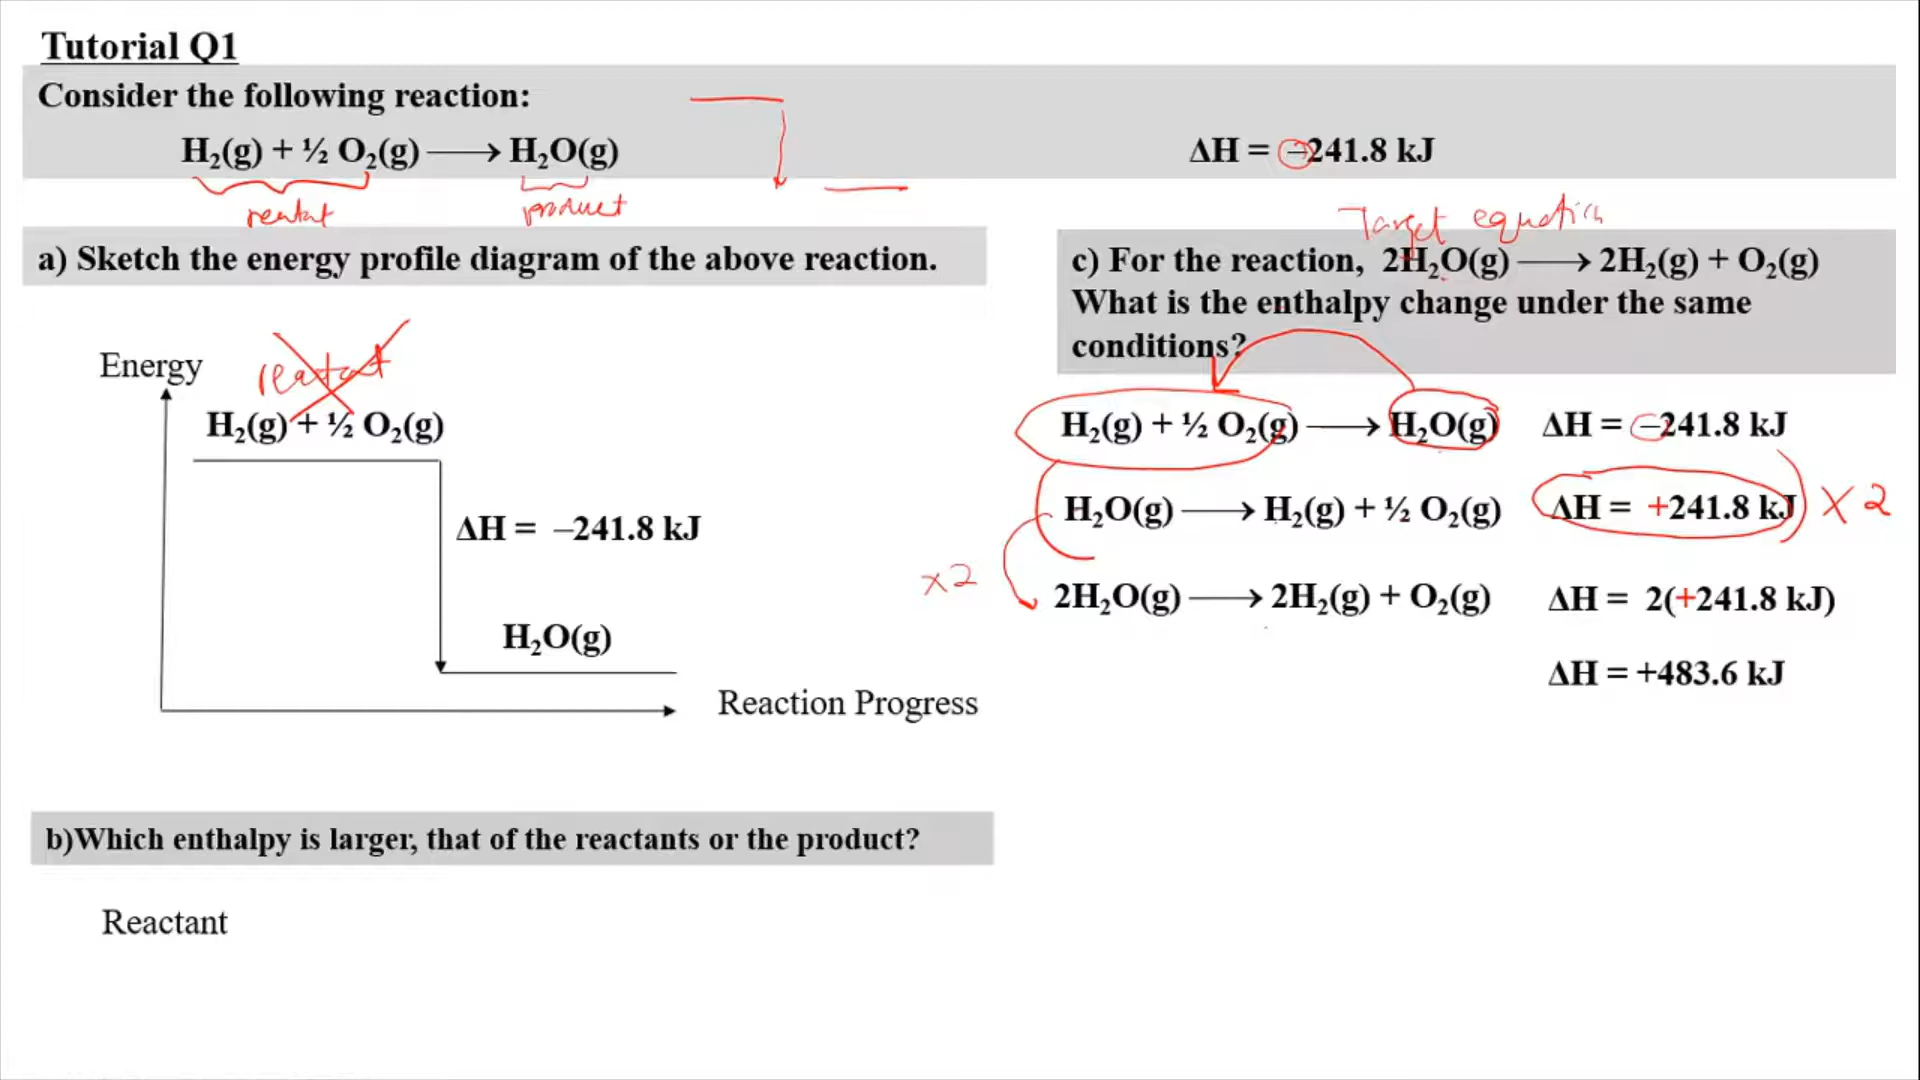 Tutorial Q1
Consider the following reaction:
H₂(g) + ½ O₂(g) ⟶ H₂O(g)
ΔH = –241.8 kJ
reatat
product
a) Sketch the energy profile diagram of the above reaction.
Energy
reatat
H₂(g) + ½ O₂(g)
ΔH = –241.8 kJ
H₂O(g)
Reaction Progress
b)Which enthalpy is larger, that of the reactants or the product?
Reactant
Target equation
c) For the reaction, 2H₂O(g) ⟶ 2H₂(g) + O₂(g)
What is the enthalpy change under the same
conditions?
H₂(g) + ½ O₂(g) ⟶ H₂O(g) ΔH = –241.8 kJ
H₂O(g) ⟶ H₂(g) + ½ O₂(g) ΔH = +241.8 kJ X 2
x2
2H₂O(g) ⟶ 2H₂(g) + O₂(g) ΔH = 2(+241.8 kJ)
ΔH = +483.6 kJ